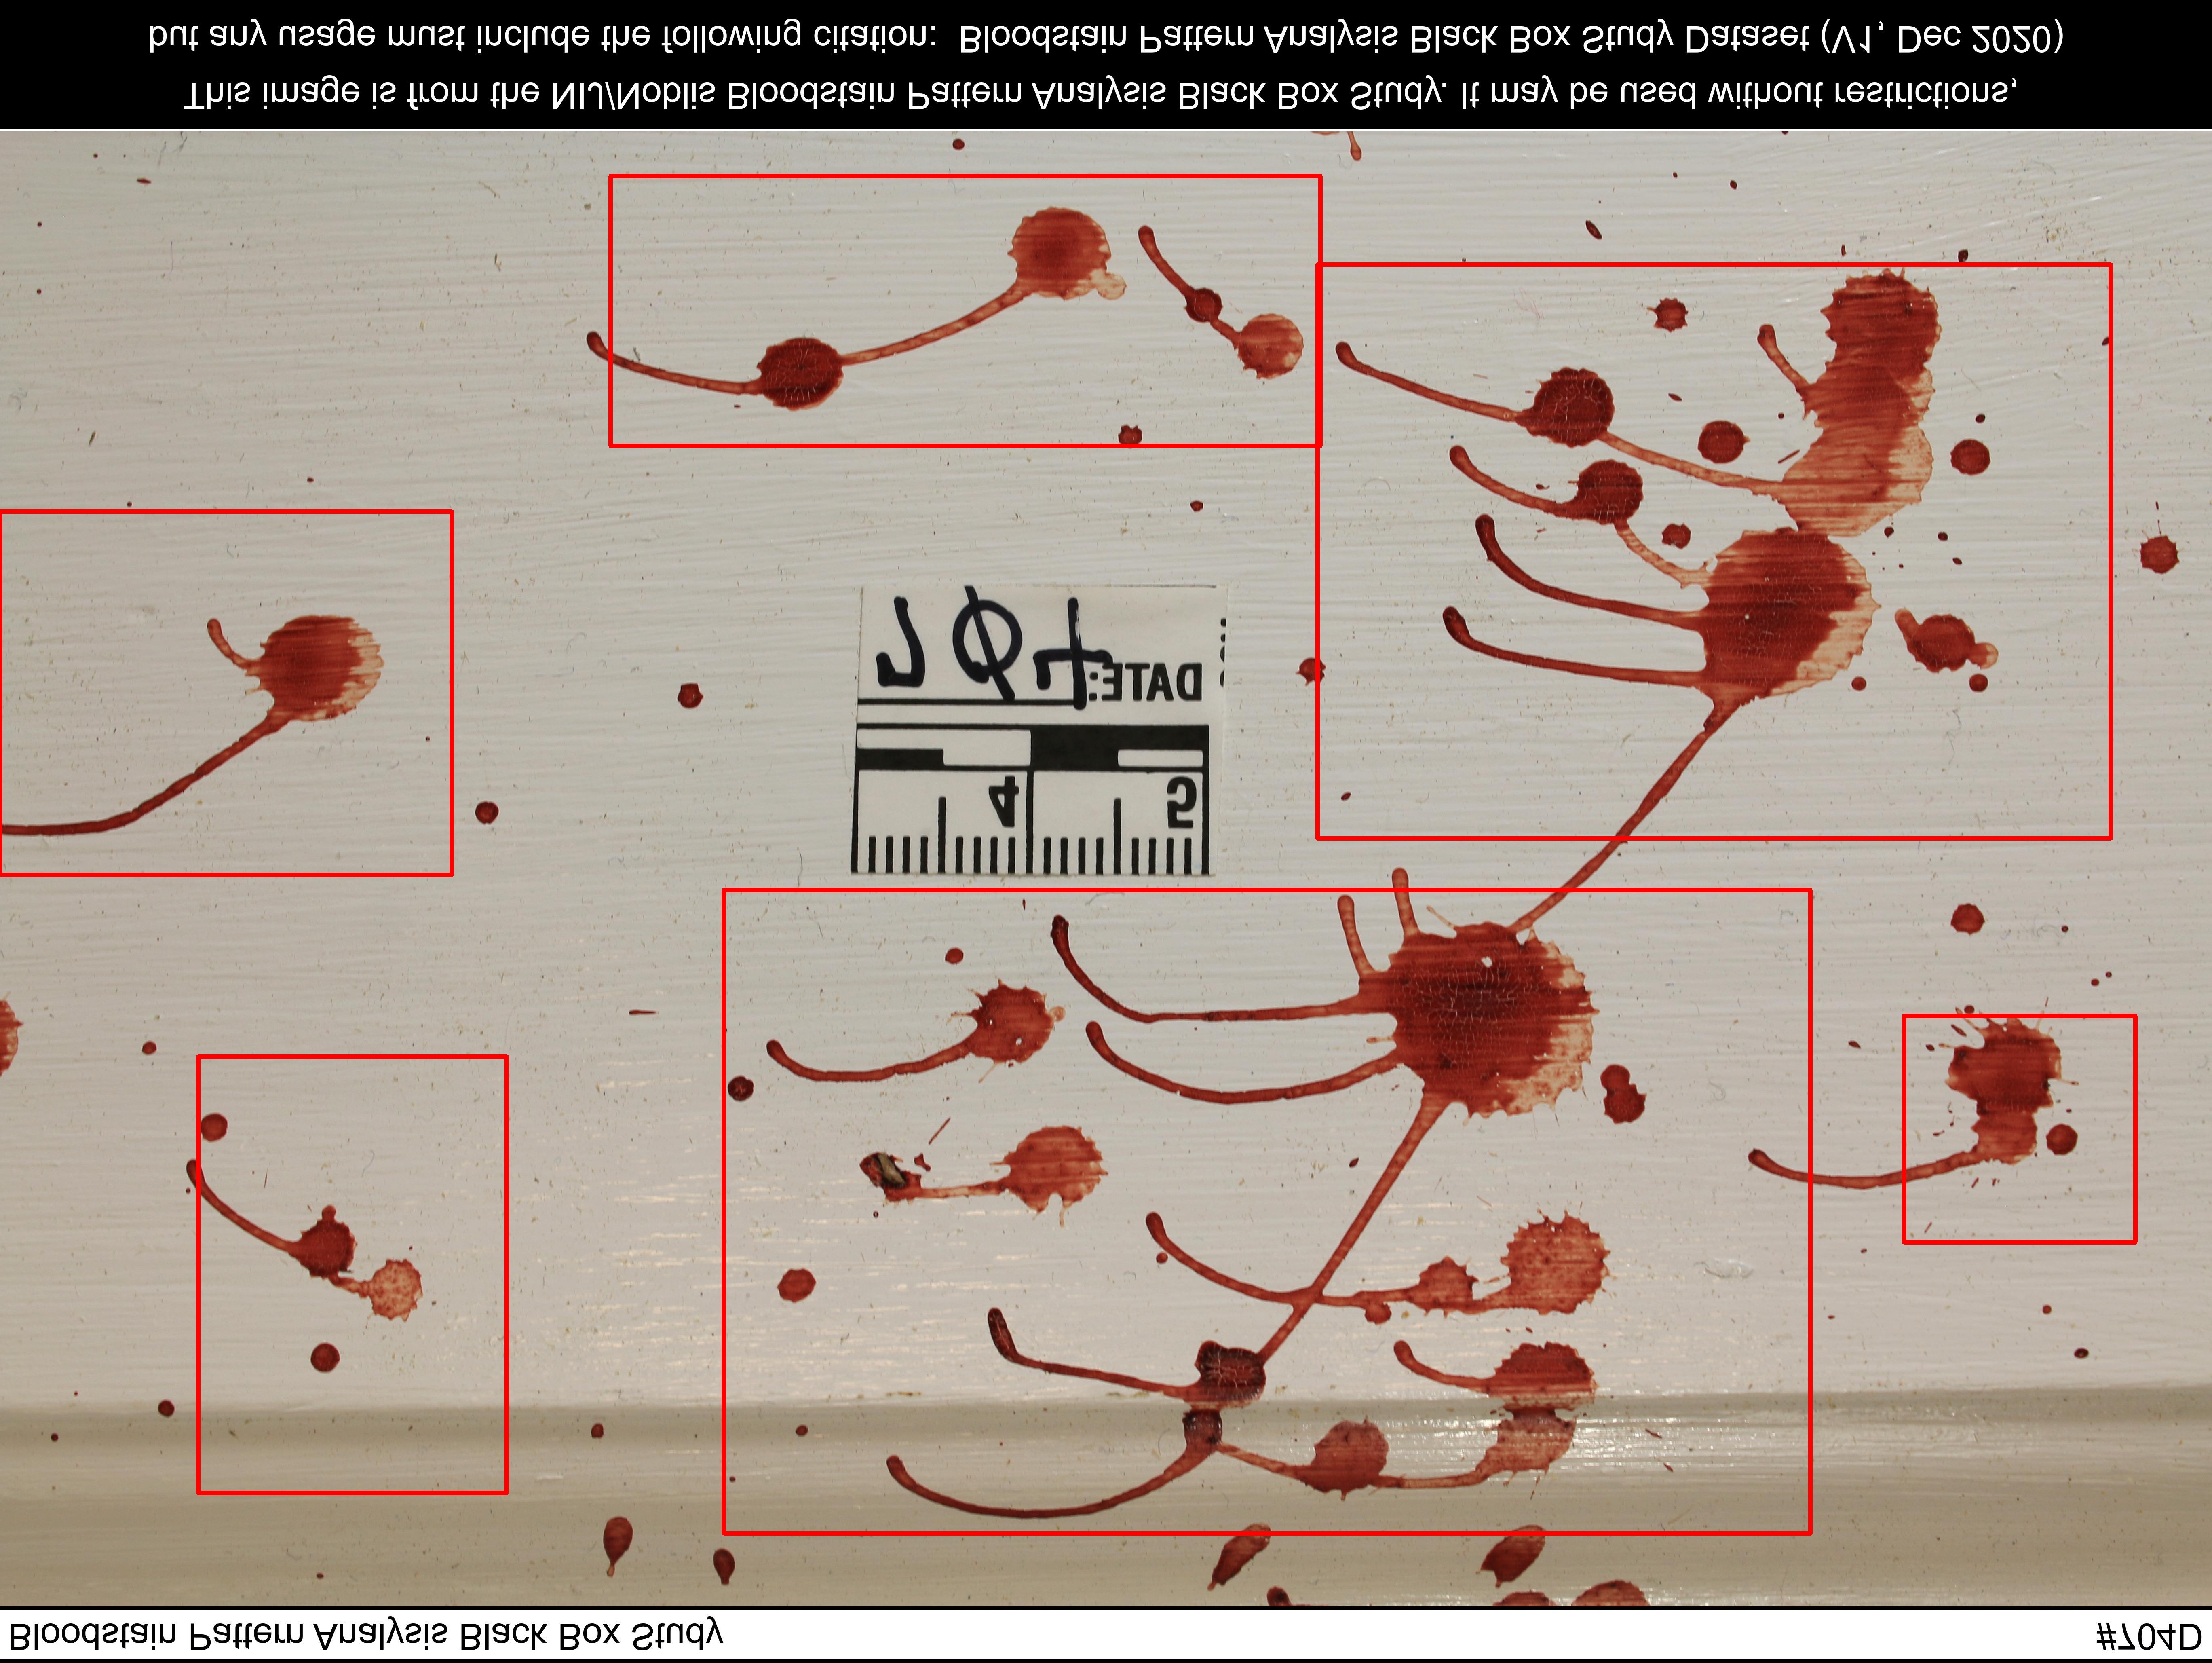 Bloodstain Pattern Analysis Black Box Study #704D
4 5
DATE:
This image is from the NIJ/Noblis Bloodstain Pattern Analysis Black Box Study. It may be used without restrictions,
but any usage must include the following citation: Bloodstain Pattern Analysis Black Box Study Dataset (V1, Dec 2020)